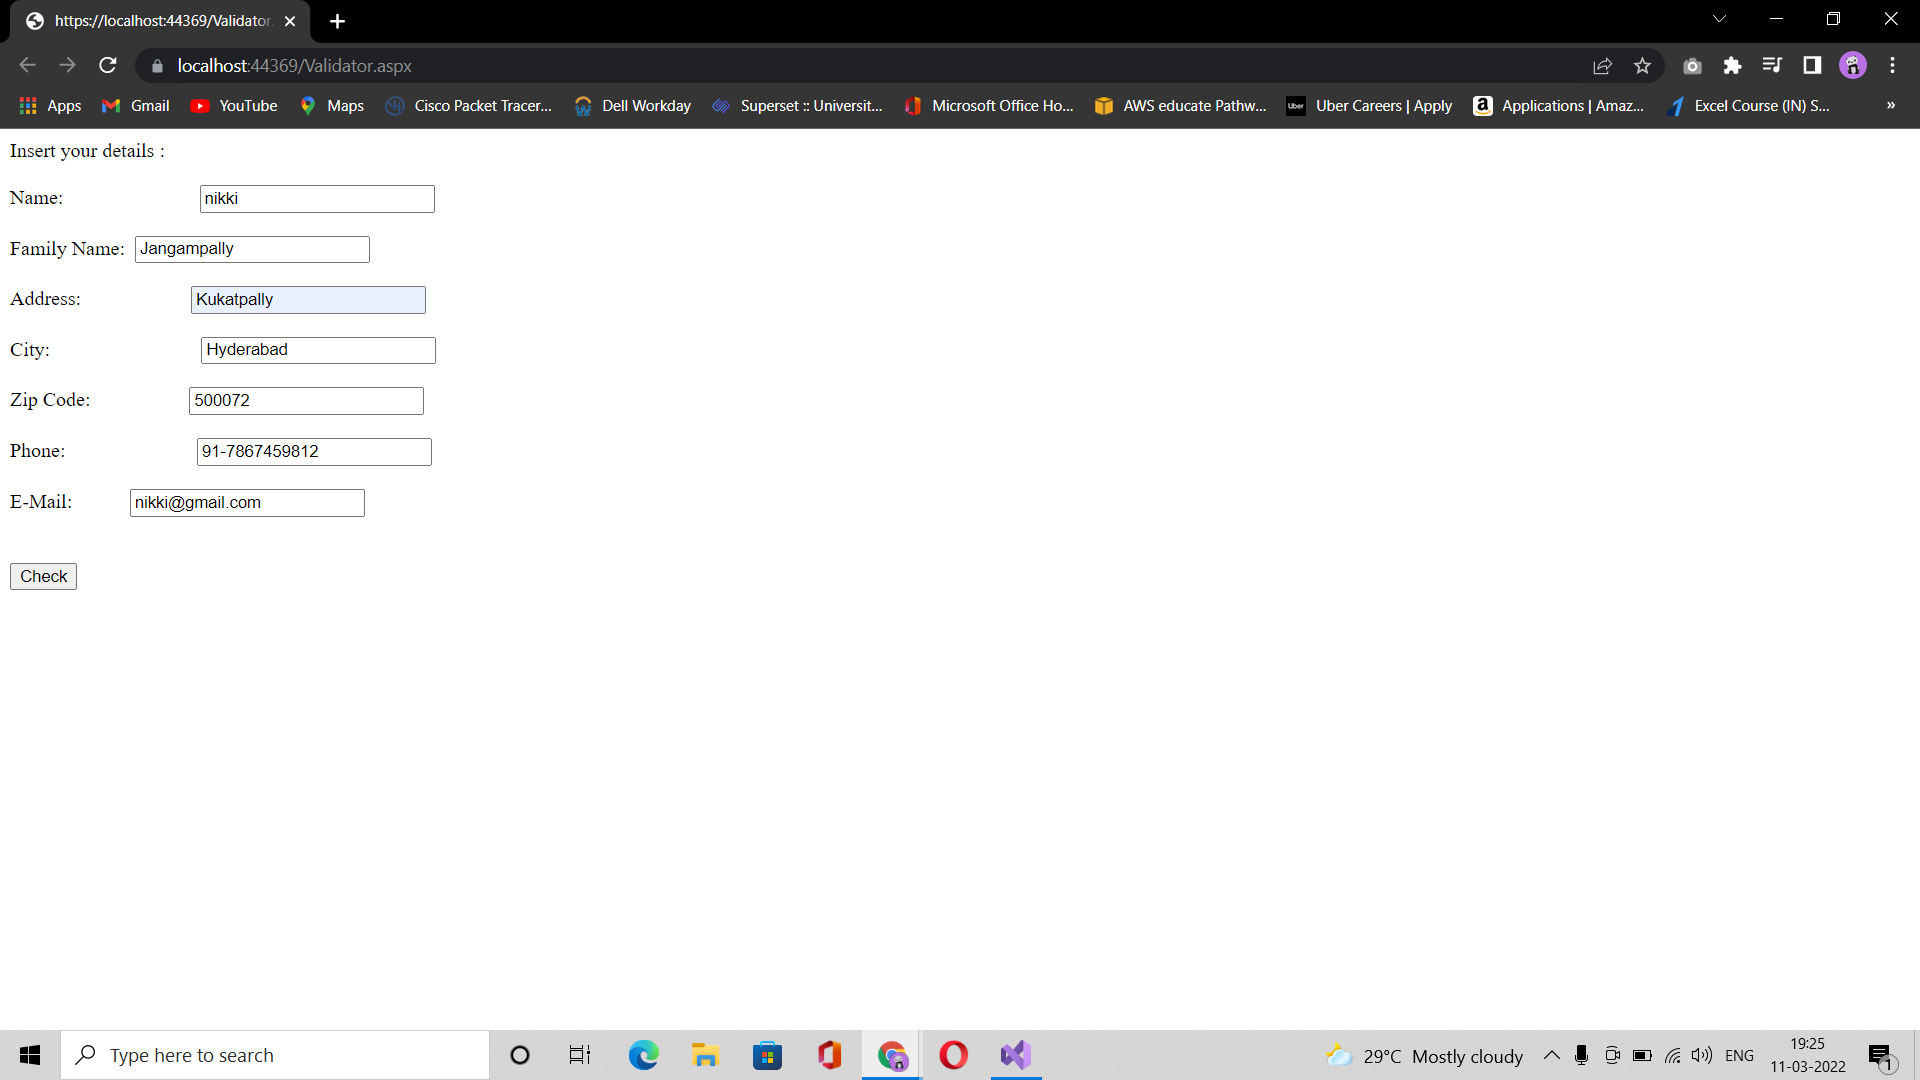 https://localhost:44369/Validator
localhost:44369/Validator.aspx
Apps Gmail YouTube Maps Cisco Packet Tracer... Dell Workday Superset :: Universit... Microsoft Office Ho... AWS educate Pathw... Uber Uber Careers | Apply a Applications | Amaz... Excel Course (IN) S... »
Insert your details :
Name: nikki
Family Name: Jangampally
Address: Kukatpally
City: Hyderabad
Zip Code: 500072
Phone: 91-7867459812
E-Mail: nikki@gmail.com
Check
Type here to search 29°C Mostly cloudy ENG 19:25
11-03-2022 1